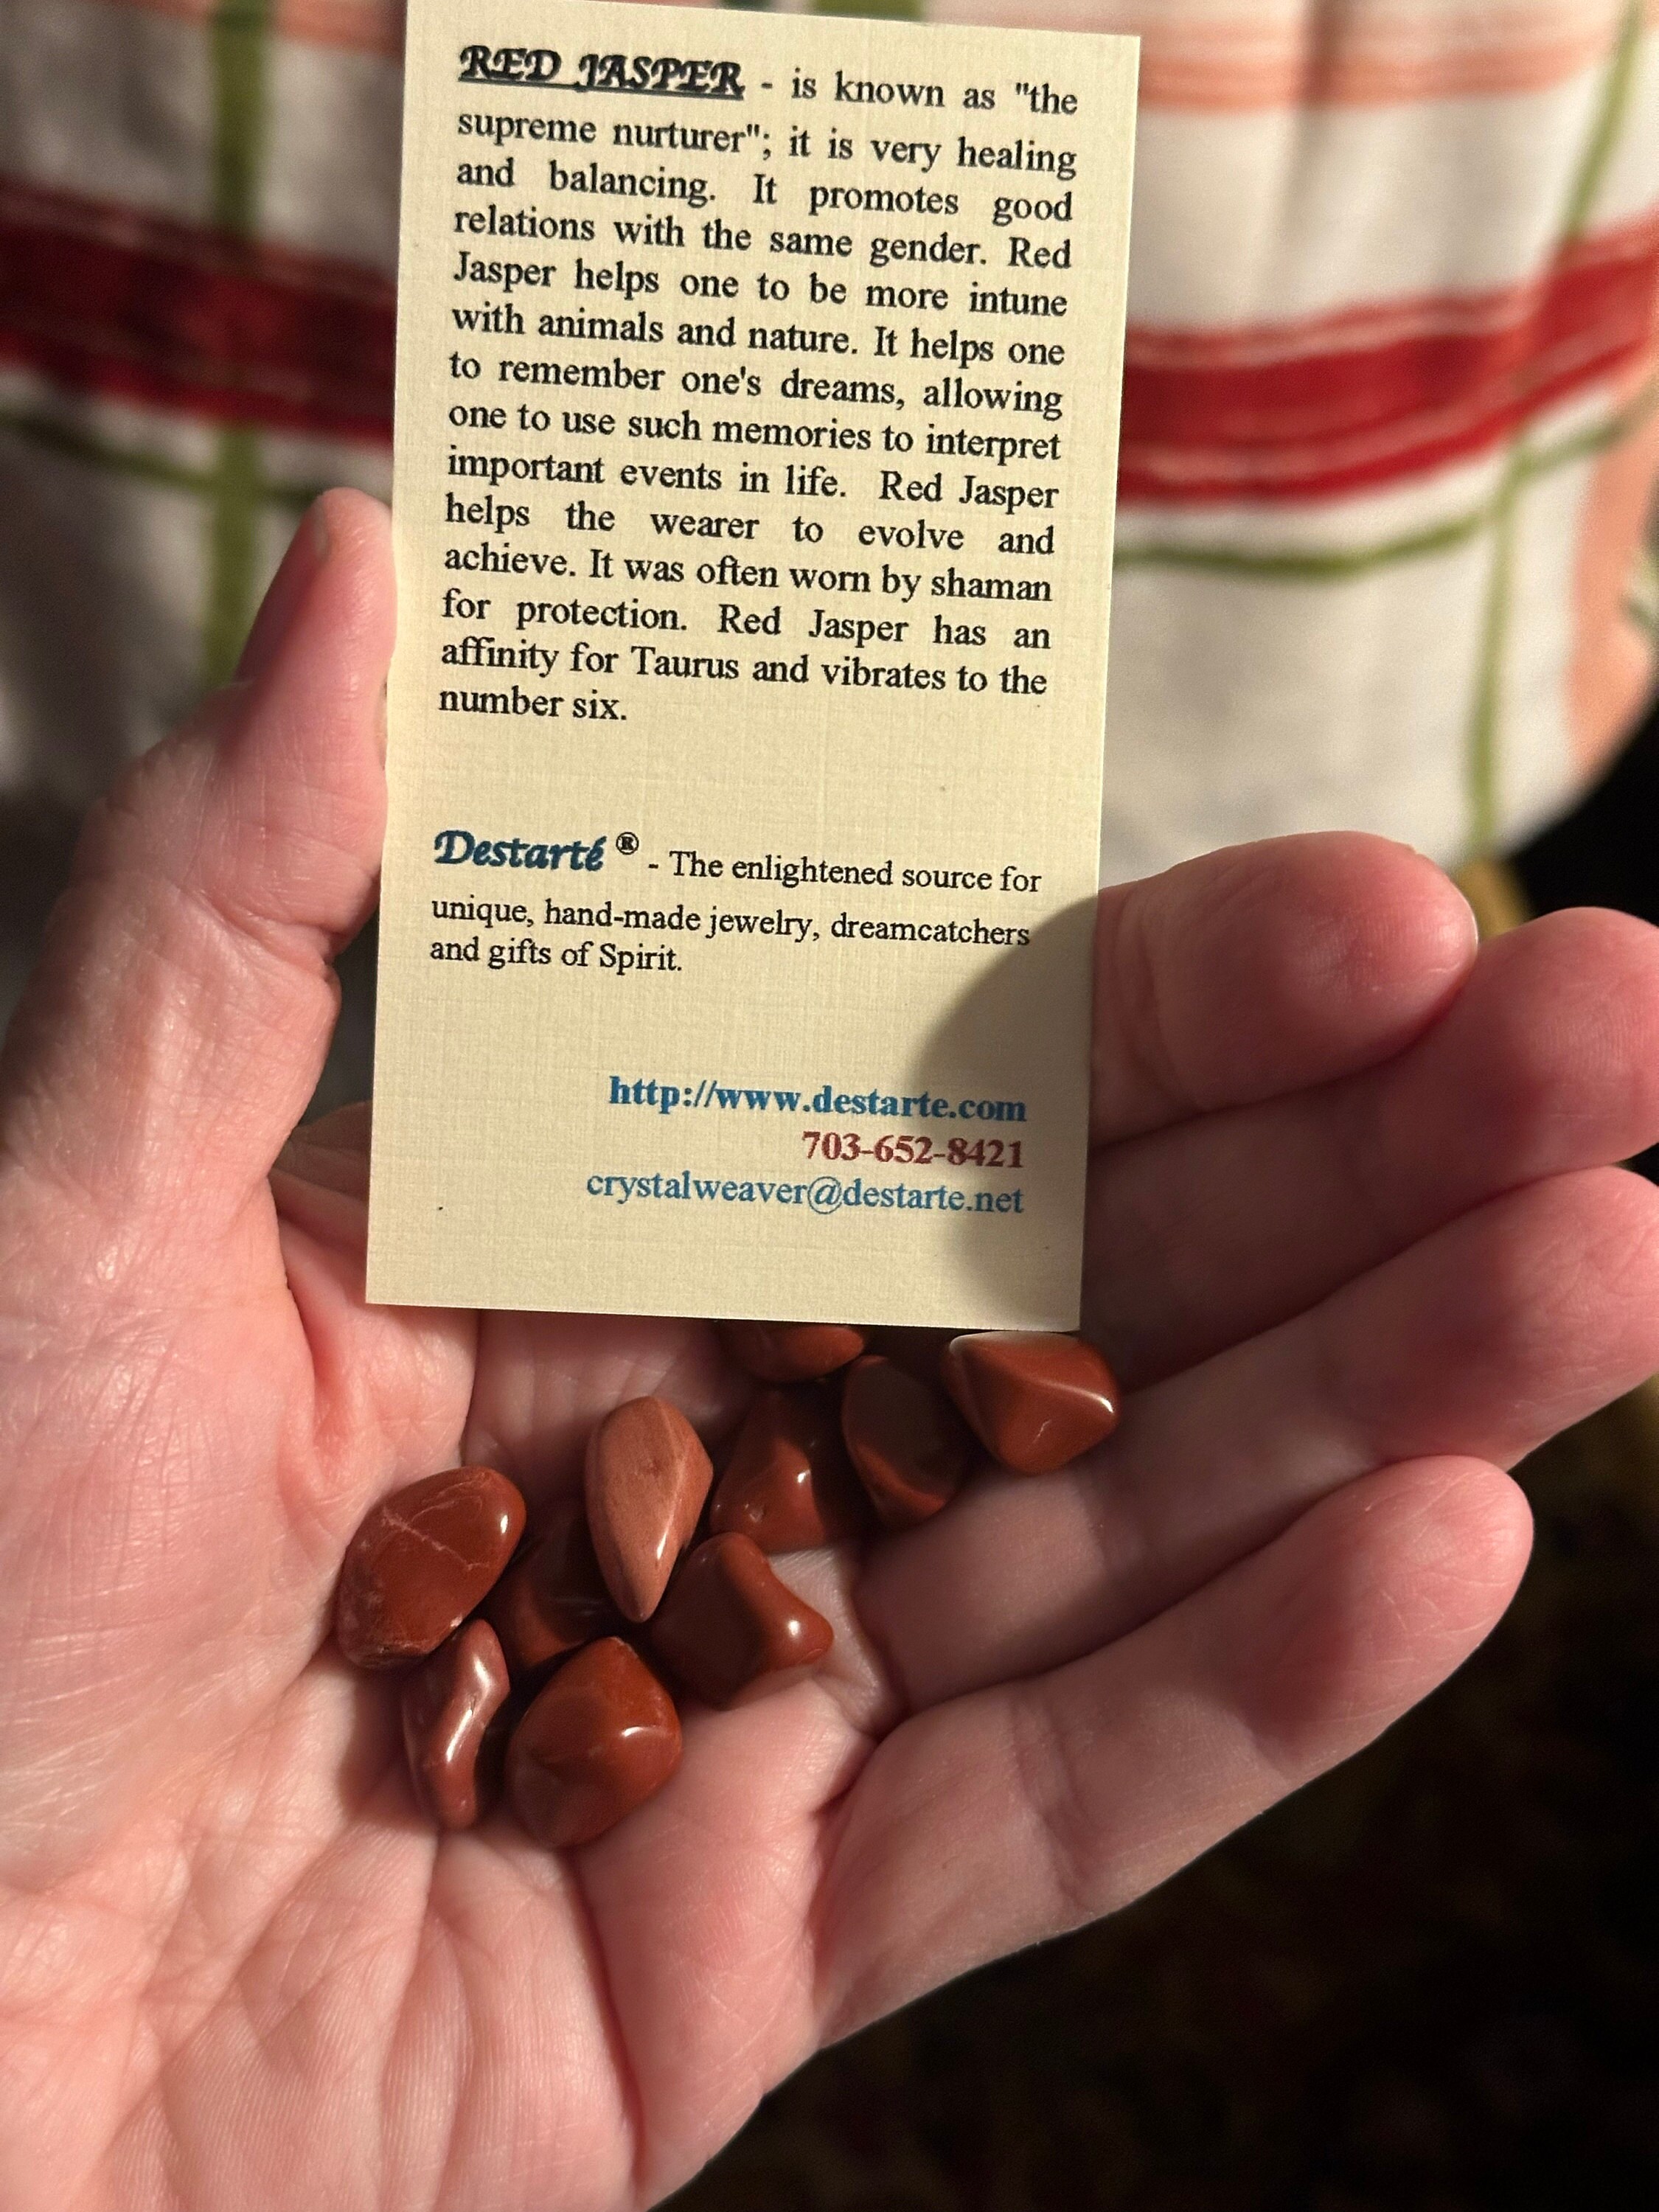 RED JASPER - is known as "the
supreme nurturer"; it is very healing
and balancing. It promotes good
relations with the same gender. Red
Jasper helps one to be more intune
with animals and nature. It helps one
to remember one's dreams, allowing
one to use such memories to interpret
important events in life. Red Jasper
helps the wearer to evolve and
achieve. It was often worn by shaman
for protection. Red Jasper has an
affinity for Taurus and vibrates to the
number six.
Destarté ® - The enlightened source for
unique, hand-made jewelry, dreamcatchers
and gifts of Spirit.
http://www.destarte.com
703-652-8421
crystalweaver@destarte.net